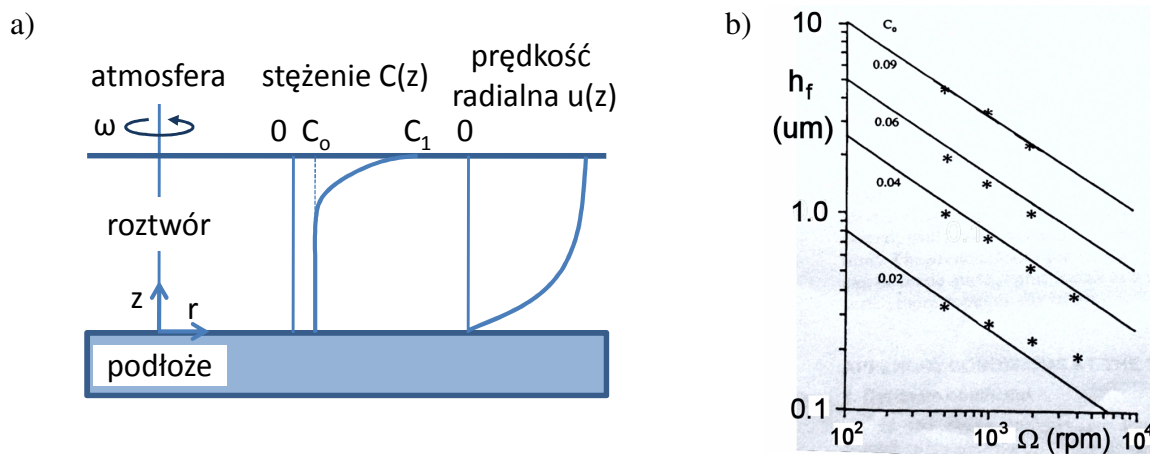 a)
atmosfera
ω
stężenie C(z)
prędkość
radialna u(z)
0 Cₒ C₁ 0
roztwór
z
r
podłoże
b)
10
hf
(um)
1.0
0.1
Cₒ
0.09
0.06
0.04
0.02
10² 10³ Ω (rpm) 10⁴